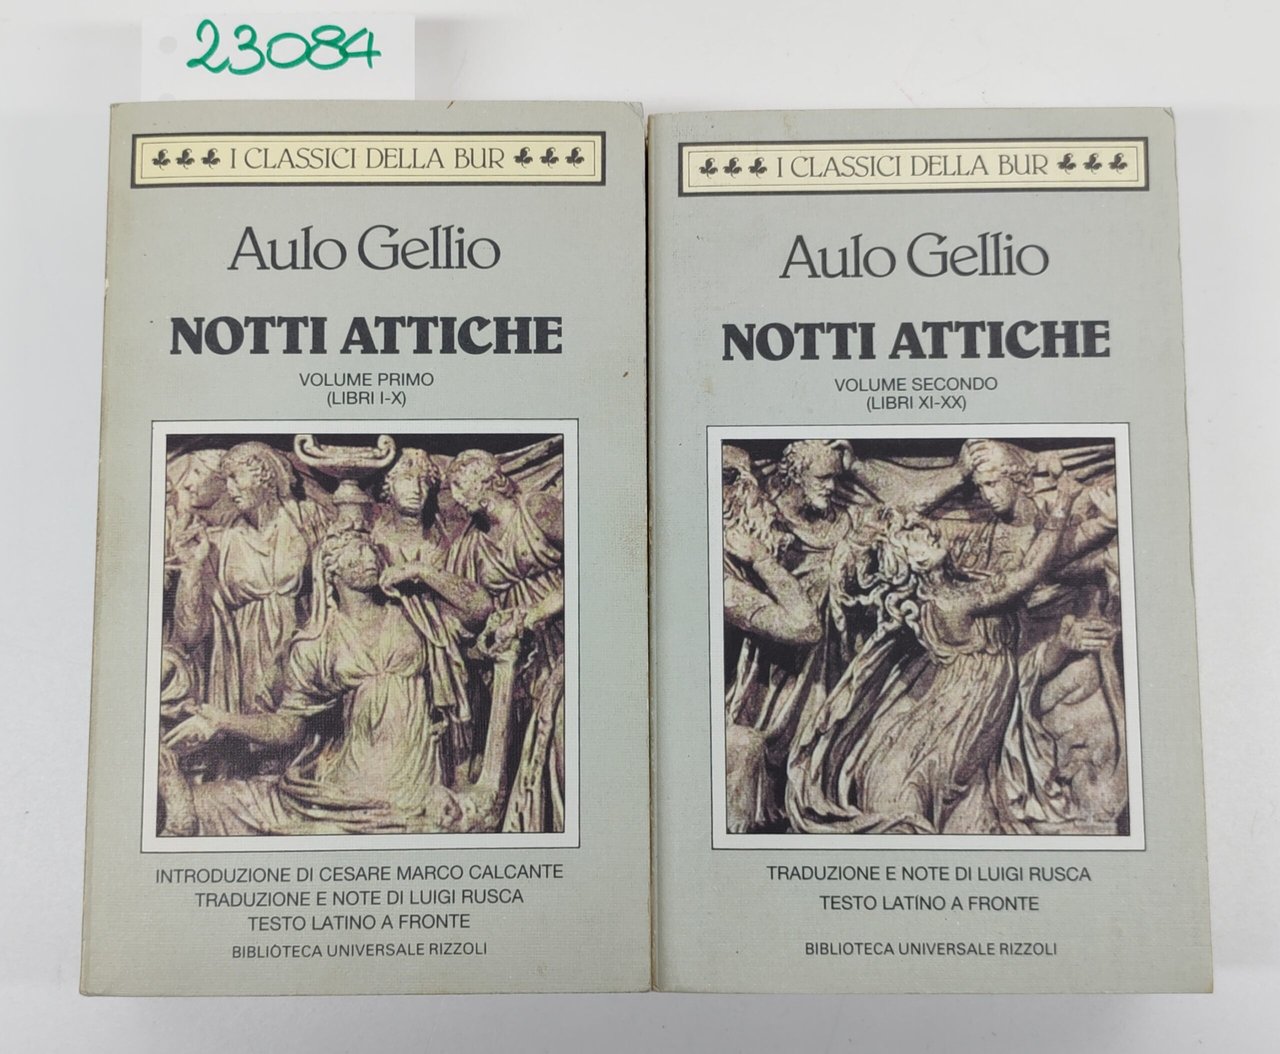 23084
I CLASSICI DELLA BUR
Aulo Gellio
NOTTI ATTICHE
VOLUME PRIMO
(LIBRI I-X)
INTRODUZIONE DI CESARE MARCO CALCANTE
TRADUZIONE E NOTE DI LUIGI RUSCA
TESTO LATINO A FRONTE
BIBLIOTECA UNIVERSALE RIZZOLI
I CLASSICI DELLA BUR
Aulo Gellio
NOTTI ATTICHE
VOLUME SECONDO
(LIBRI XI-XX)
TRADUZIONE E NOTE DI LUIGI RUSCA
TESTO LATINO A FRONTE
BIBLIOTECA UNIVERSALE RIZZOLI